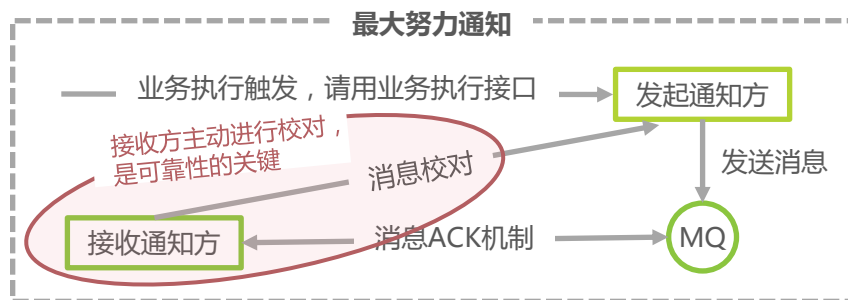 最大努力通知
业务执行触发，请用业务执行接口
发起通知方
接收方主动进行校对，
是可靠性的关键
消息校对
发送消息
接收通知方
消息ACK机制
MQ